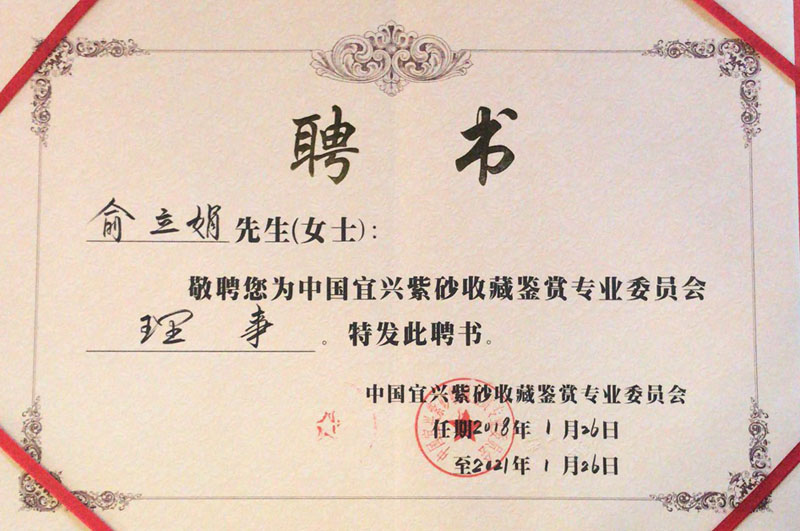 聘 书
俞立娟 先生(女士):
敬聘您为中国宜兴紫砂收藏鉴赏专业委员会
理 事 。特发此聘书。
中国宜兴紫砂收藏鉴赏专业委员会
任期2018年1月26日
至2021年1月26日